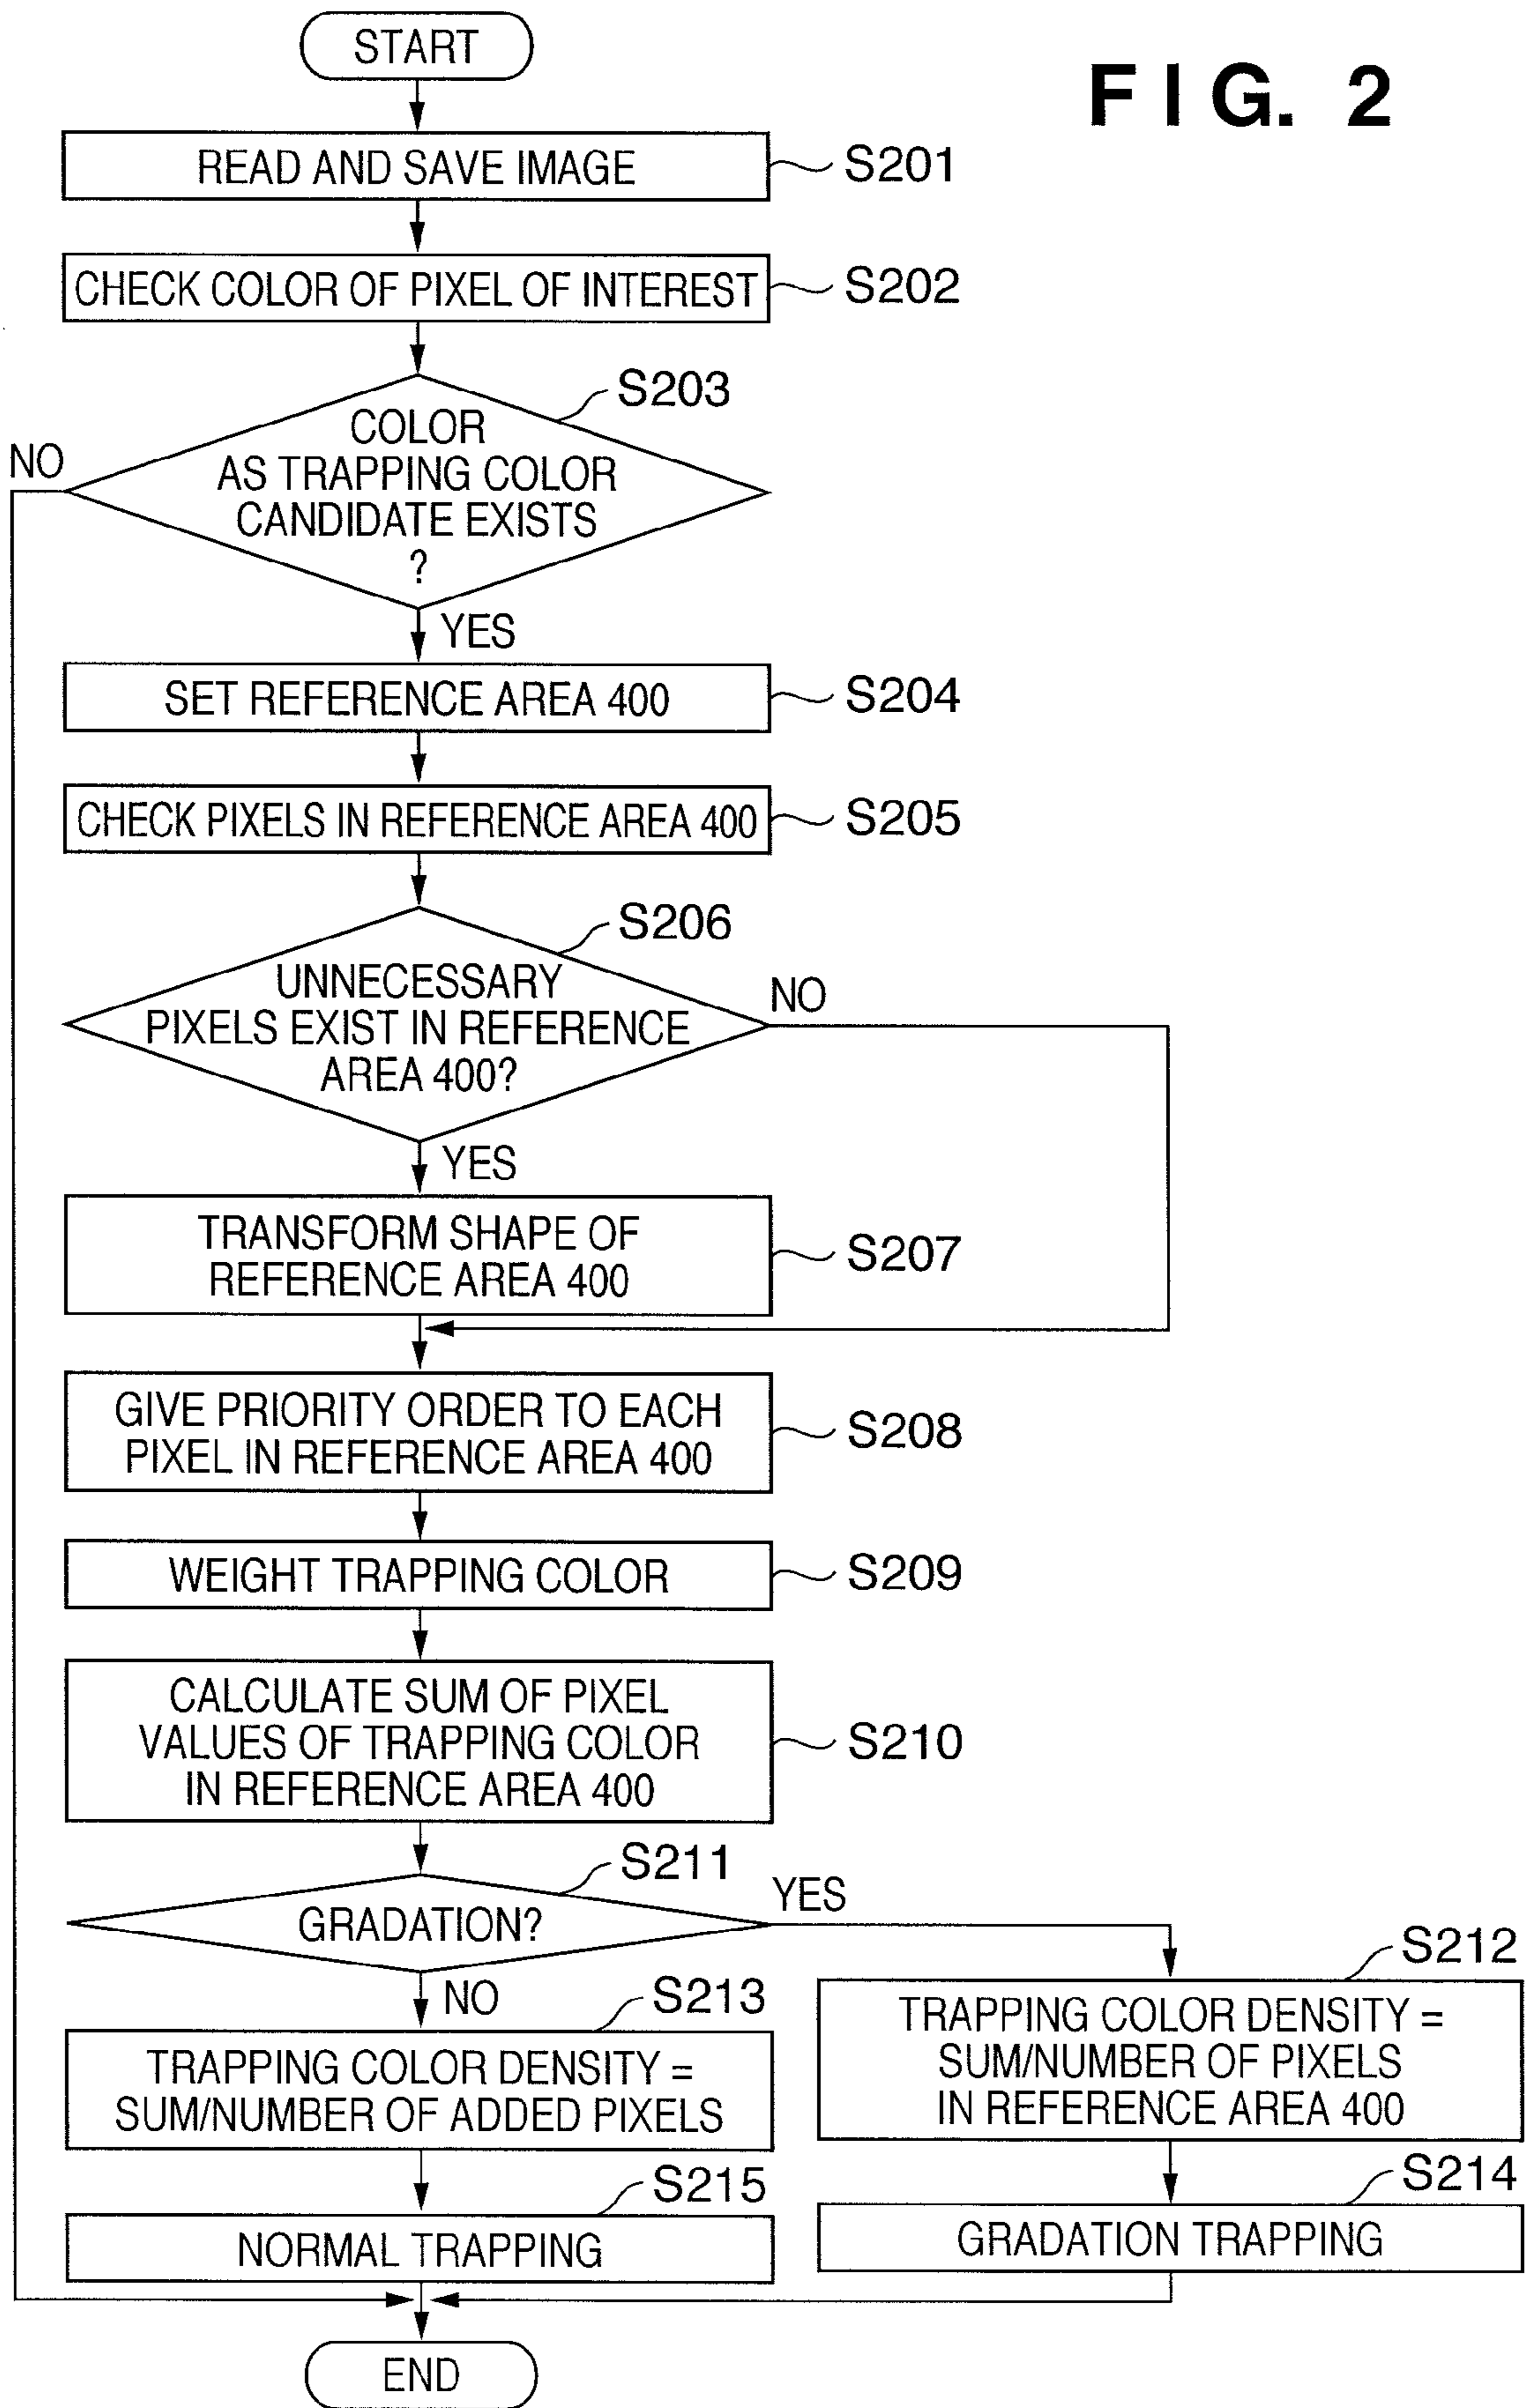 START
FIG. 2
READ AND SAVE IMAGE
S201
CHECK COLOR OF PIXEL OF INTEREST
S202
S203
COLOR
AS TRAPPING COLOR
CANDIDATE EXISTS
?
NO
YES
SET REFERENCE AREA 400
S204
CHECK PIXELS IN REFERENCE AREA 400
S205
S206
UNNECESSARY
PIXELS EXIST IN REFERENCE
AREA 400?
NO
YES
TRANSFORM SHAPE OF
REFERENCE AREA 400
S207
GIVE PRIORITY ORDER TO EACH
PIXEL IN REFERENCE AREA 400
S208
WEIGHT TRAPPING COLOR
S209
CALCULATE SUM OF PIXEL
VALUES OF TRAPPING COLOR
IN REFERENCE AREA 400
S210
S211
GRADATION?
YES
NO
S212
TRAPPING COLOR DENSITY =
SUM/NUMBER OF PIXELS
IN REFERENCE AREA 400
S213
TRAPPING COLOR DENSITY =
SUM/NUMBER OF ADDED PIXELS
S214
GRADATION TRAPPING
S215
NORMAL TRAPPING
END